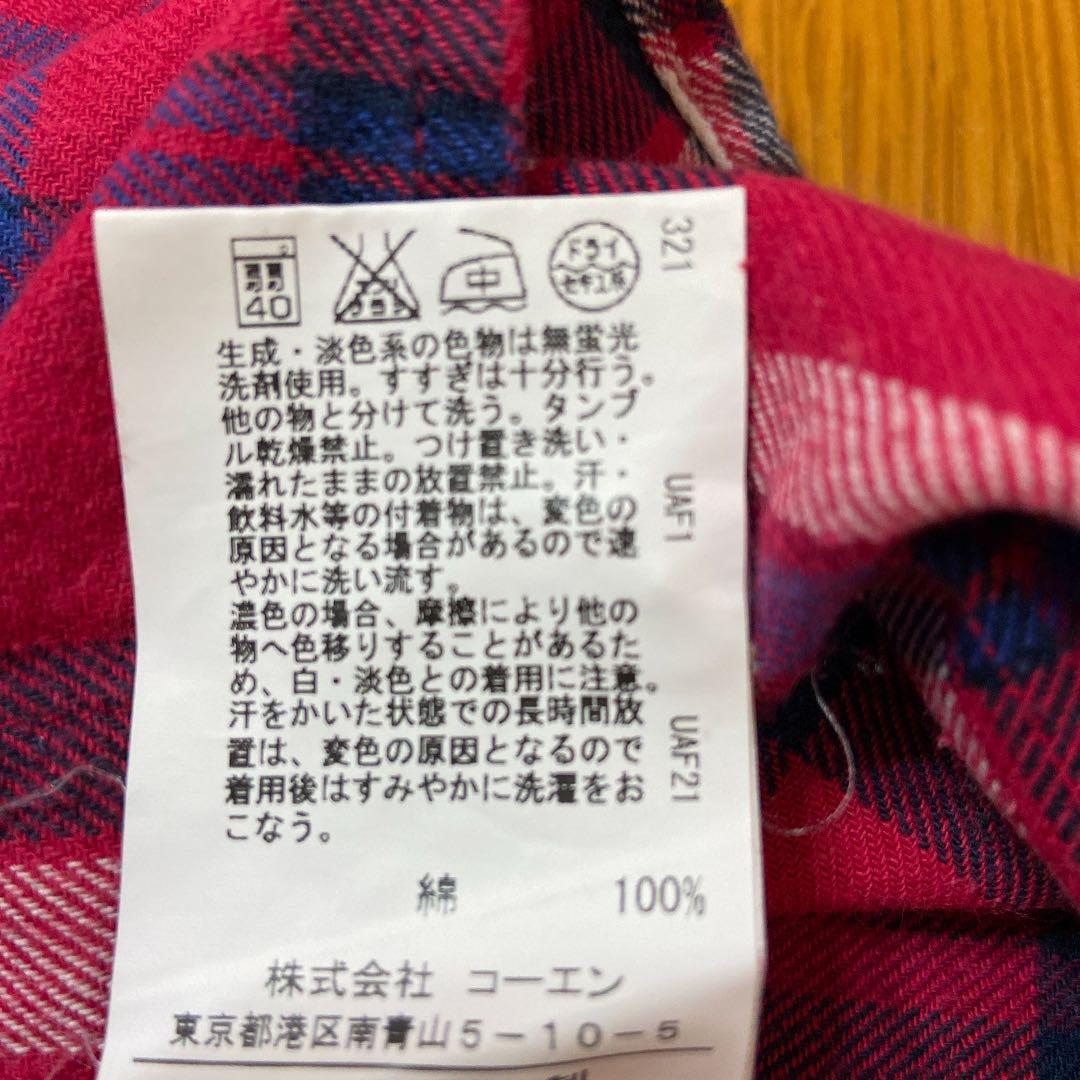 弱
40
エンソ
サラシ
中
ドライ
セキユ系
321
生成・淡色系の色物は無蛍光
洗剤使用。すすぎは十分行う。
他の物と分けて洗う。タンブ
ル乾燥禁止。つけ置き洗い・
濡れたままの放置禁止。汗・
飲料水等の付着物は、変色の
原因となる場合があるので速
やかに洗い流す。
濃色の場合、摩擦により他の
物へ色移りすることがあるた
め、白・淡色との着用に注意。
汗をかいた状態での長時間放
置は、変色の原因となるので
着用後はすみやかに洗濯をお
こなう。
UAF1
UAF21
綿 100%
株式会社 コーエン
東京都港区南青山5-10-5